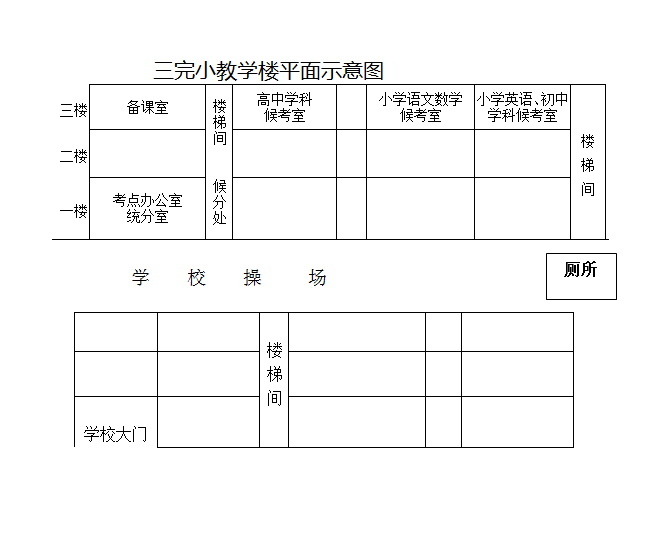 三完小教学楼平面示意图
三楼
备课室
楼梯间
高中学科
候考室
小学语文数学
候考室
小学英语、初中
学科候考室
楼梯间
二楼
一楼
考点办公室
统分室
候分处
学 校 操 场
厕所
楼梯间
学校大门